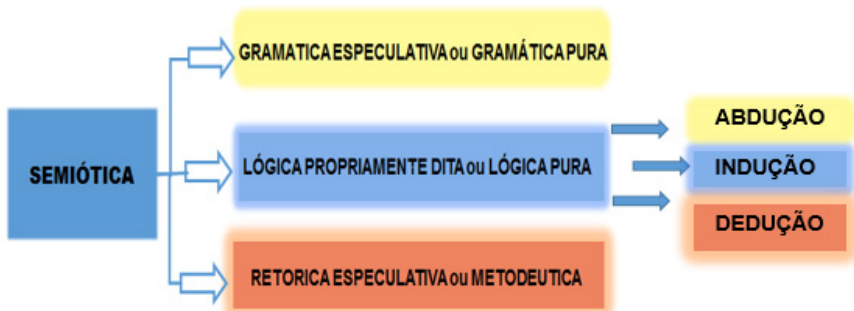 GRAMATICA ESPECULATIVA ou GRAMÁTICA PURA
SEMIÓTICA
LÓGICA PROPRIAMENTE DITA ou LÓGICA PURA
RETORICA ESPECULATIVA ou METODEUTICA
ABDUÇÃO
INDUÇÃO
DEDUÇÃO